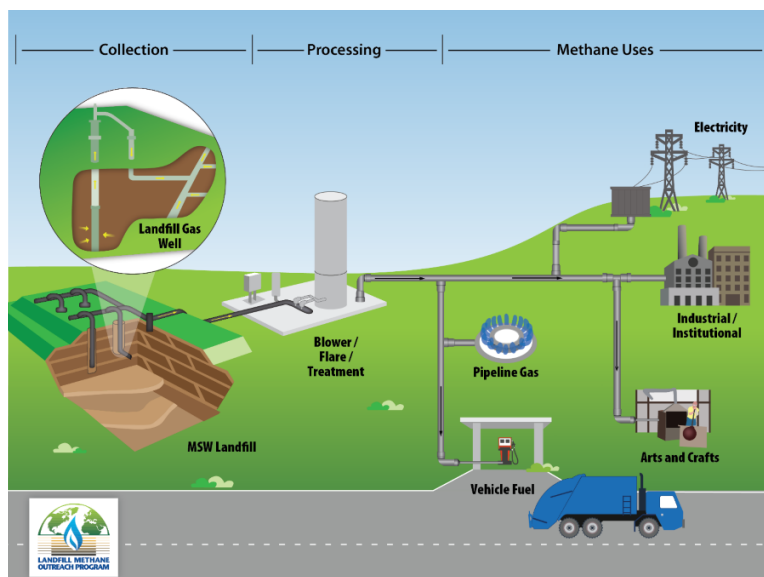 Collection
Processing
Methane Uses
Landfill Gas
Well
MSW Landfill
Blower /
Flare /
Treatment
Electricity
Industrial /
Institutional
Pipeline Gas
Arts and Crafts
Vehicle Fuel
LANDFILL METHANE
OUTREACH PROGRAM